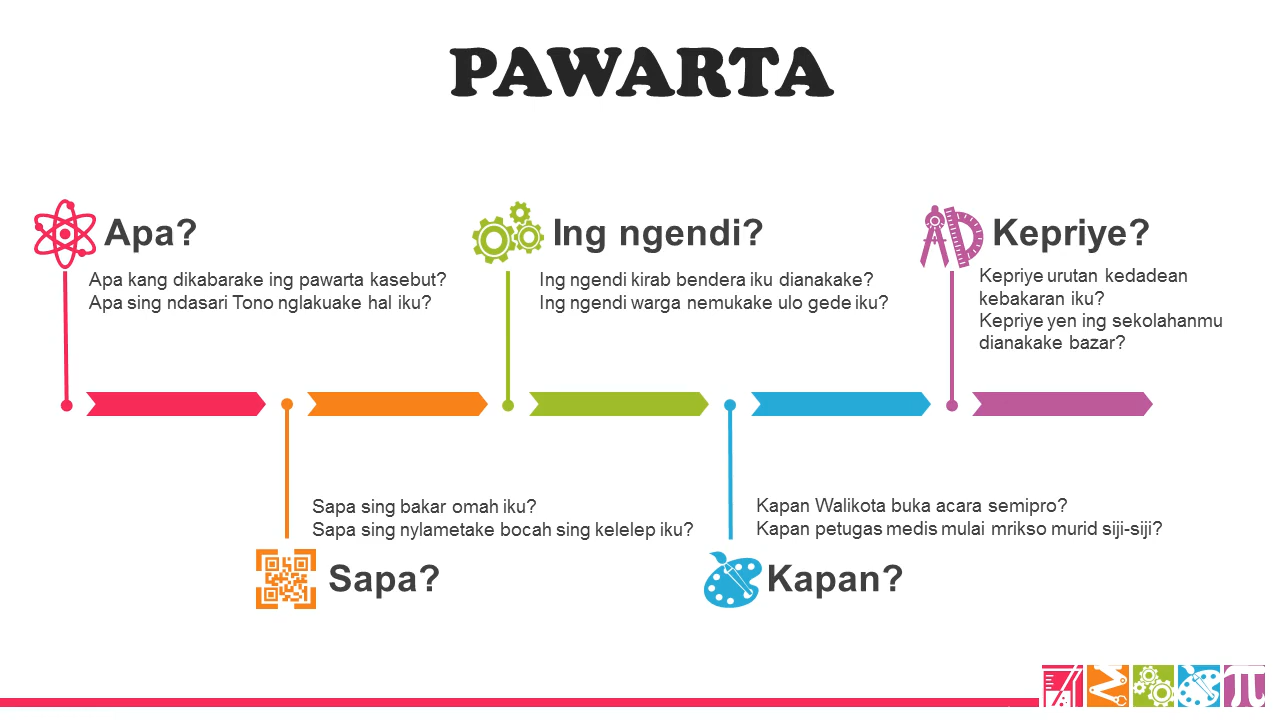 PAWARTA
Apa?
Apa kang dikabarake ing pawarta kasebut?
Apa sing ndasari Tono nglakuake hal iku?
Sapa sing bakar omah iku?
Sapa sing nylametake bocah sing kelelep iku?
Sapa?
Ing ngendi?
Ing ngendi kirab bendera iku dianakake?
Ing ngendi warga nemukake ulo gede iku?
Kapan Walikota buka acara semipro?
Kapan petugas medis mulai mrikso murid siji-siji?
Kapan?
Kepriye?
Kepriye urutan kedadean
kebakaran iku?
Kepriye yen ing sekolahanmu
dianakake bazar?
π